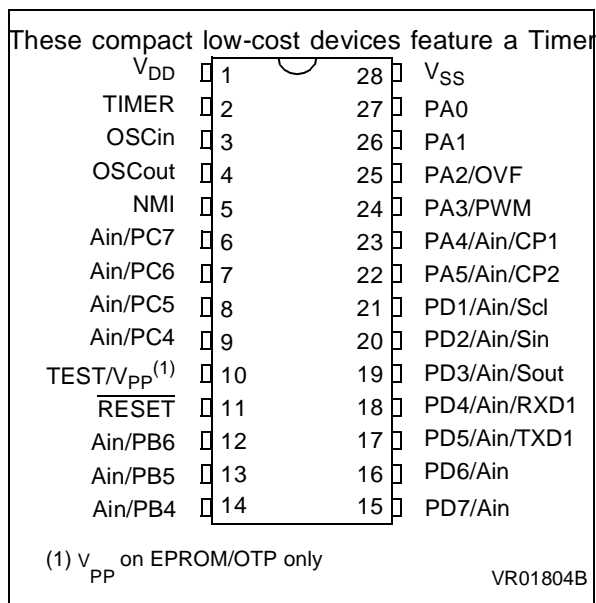 These compact low-cost devices feature a Timer
VDD 1 28 VSS
TIMER 2 27 PA0
OSCin 3 26 PA1
OSCout 4 25 PA2/OVF
NMI 5 24 PA3/PWM
Ain/PC7 6 23 PA4/Ain/CP1
Ain/PC6 7 22 PA5/Ain/CP2
Ain/PC5 8 21 PD1/Ain/Scl
Ain/PC4 9 20 PD2/Ain/Sin
TEST/VPP(1) 10 19 PD3/Ain/Sout
RESET 11 18 PD4/Ain/RXD1
Ain/PB6 12 17 PD5/Ain/TXD1
Ain/PB5 13 16 PD6/Ain
Ain/PB4 14 15 PD7/Ain
(1) VPP on EPROM/OTP only
VR01804B